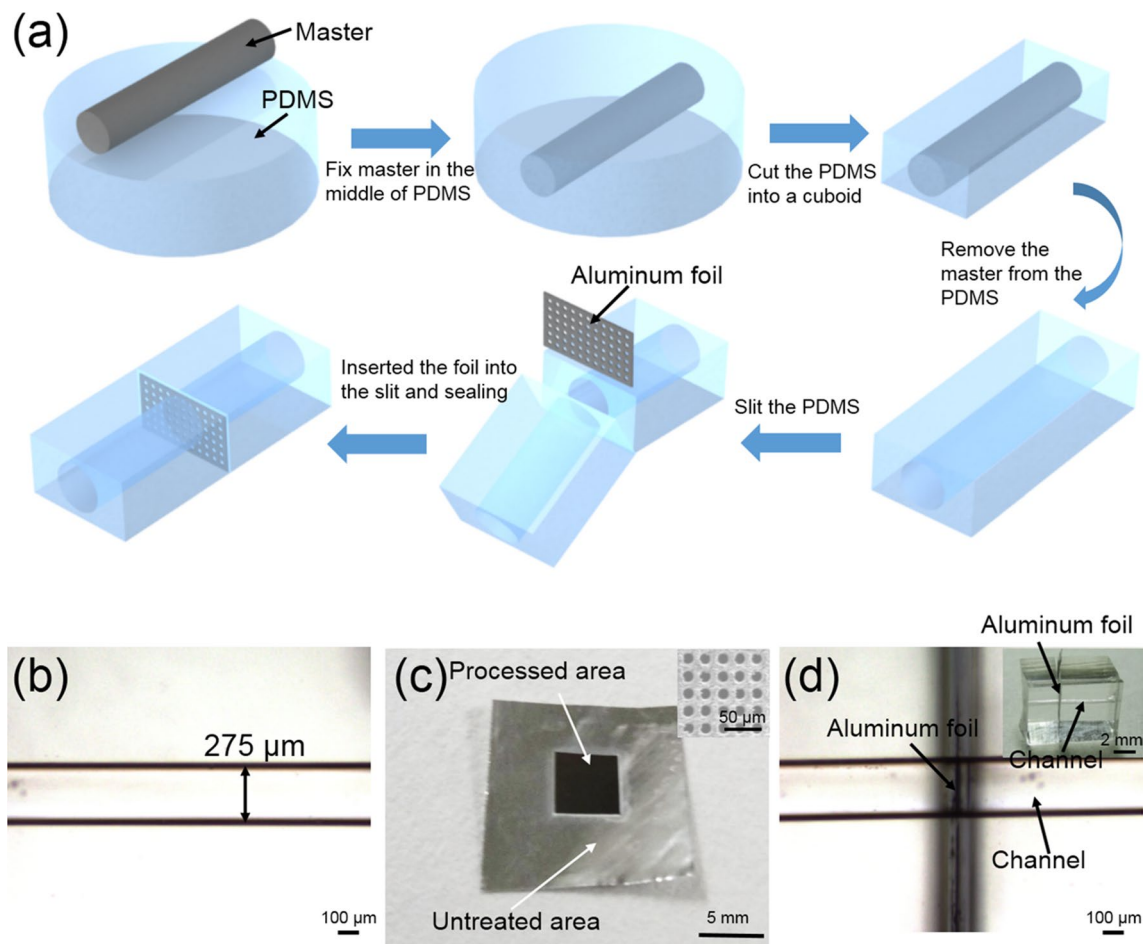 (a)
Master
PDMS
Fix master in the
middle of PDMS
Cut the PDMS
into a cuboid
Remove the
master from the
PDMS
Aluminum foil
Inserted the foil into
the slit and sealing
Slit the PDMS
(b)
275 μm
100 μm
(c)
Processed area
50 μm
Untreated area
5 mm
(d)
Aluminum foil
Aluminum foil
2 mm
Channel
Channel
100 μm